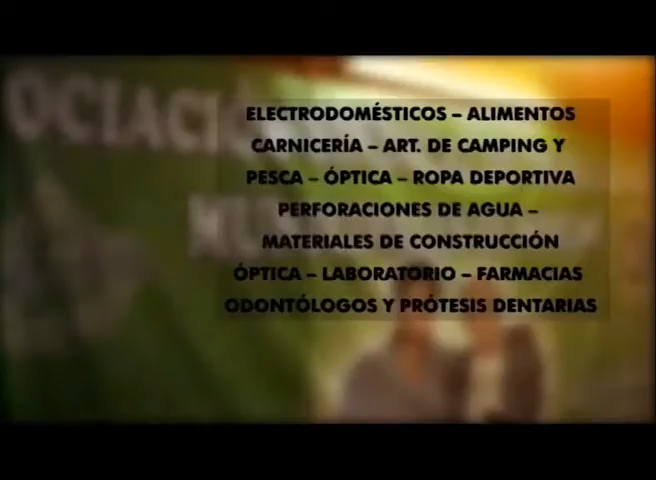 OCIACIÓ
ELECTRODOMÉSTICOS – ALIMENTOS
CARNICERÍA – ART. DE CAMPING Y
PESCA – ÓPTICA – ROPA DEPORTIVA
PERFORACIONES DE AGUA –
MATERIALES DE CONSTRUCCIÓN
ÓPTICA – LABORATORIO – FARMACIAS
ODONTÓLOGOS Y PRÓTESIS DENTARIAS